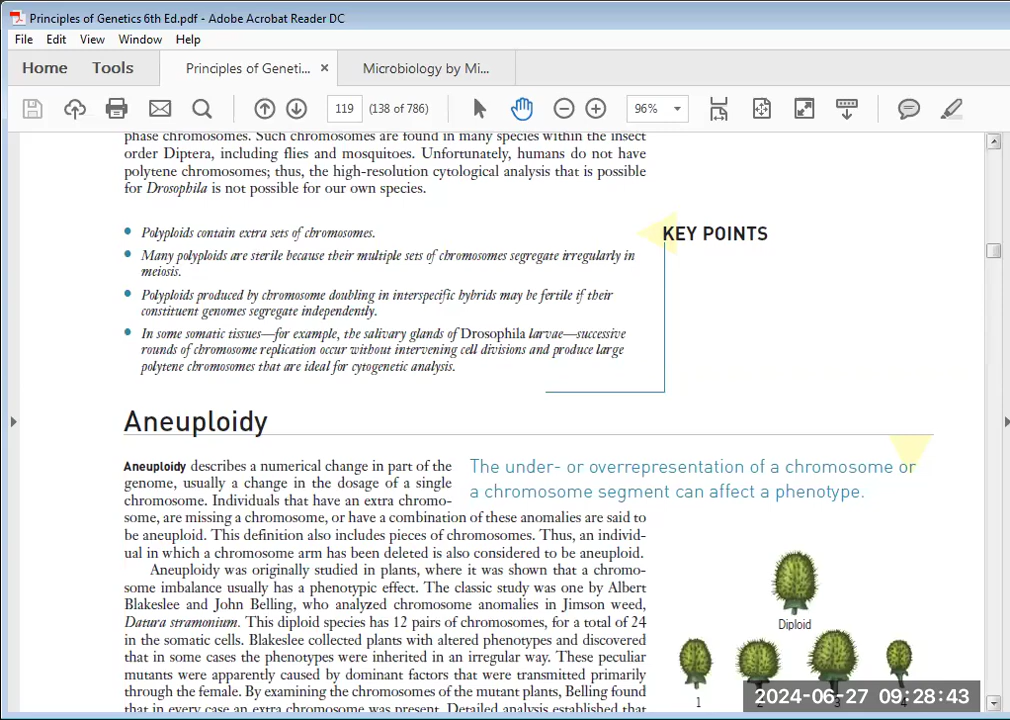 Principles of Genetics 6th Ed.pdf - Adobe Acrobat Reader DC
File Edit View Window Help
Home Tools Principles of Geneti... × Microbiology by Mi...
119 (138 of 786) 96%
phase chromosomes. Such chromosomes are found in many species within the insect
order Diptera, including flies and mosquitoes. Unfortunately, humans do not have
polytene chromosomes; thus, the high-resolution cytological analysis that is possible
for Drosophila is not possible for our own species.
• Polyploids contain extra sets of chromosomes.
KEY POINTS
• Many polyploids are sterile because their multiple sets of chromosomes segregate irregularly in
meiosis.
• Polyploids produced by chromosome doubling in interspecific hybrids may be fertile if their
constituent genomes segregate independently.
• In some somatic tissues—for example, the salivary glands of Drosophila larvae—successive
rounds of chromosome replication occur without intervening cell divisions and produce large
polytene chromosomes that are ideal for cytogenetic analysis.
Aneuploidy
Aneuploidy describes a numerical change in part of the
genome, usually a change in the dosage of a single
chromosome. Individuals that have an extra chromo-
some, are missing a chromosome, or have a combination of these anomalies are said to
be aneuploid. This definition also includes pieces of chromosomes. Thus, an individ-
ual in which a chromosome arm has been deleted is also considered to be aneuploid.
Aneuploidy was originally studied in plants, where it was shown that a chromo-
some imbalance usually has a phenotypic effect. The classic study was one by Albert
Blakeslee and John Belling, who analyzed chromosome anomalies in Jimson weed,
Datura stramonium. This diploid species has 12 pairs of chromosomes, for a total of 24
in the somatic cells. Blakeslee collected plants with altered phenotypes and discovered
that in some cases the phenotypes were inherited in an irregular way. These peculiar
mutants were apparently caused by dominant factors that were transmitted primarily
through the female. By examining the chromosomes of the mutant plants, Belling found
that in every case an extra chromosome was present. Detailed analysis established that
The under- or overrepresentation of a chromosome or
a chromosome segment can affect a phenotype.
Diploid
1
2024-06-27 09:28:43